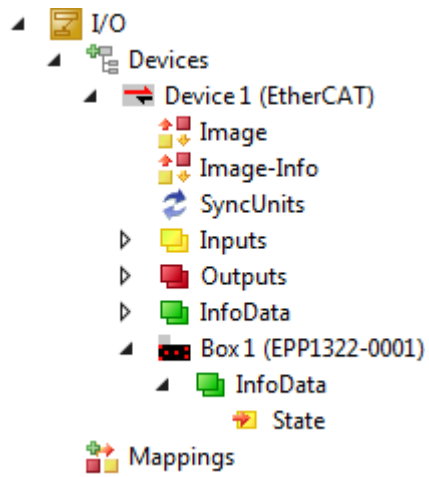 I/O
Devices
Device 1 (EtherCAT)
Image
Image-Info
SyncUnits
Inputs
Outputs
InfoData
Box 1 (EPP1322-0001)
InfoData
State
Mappings